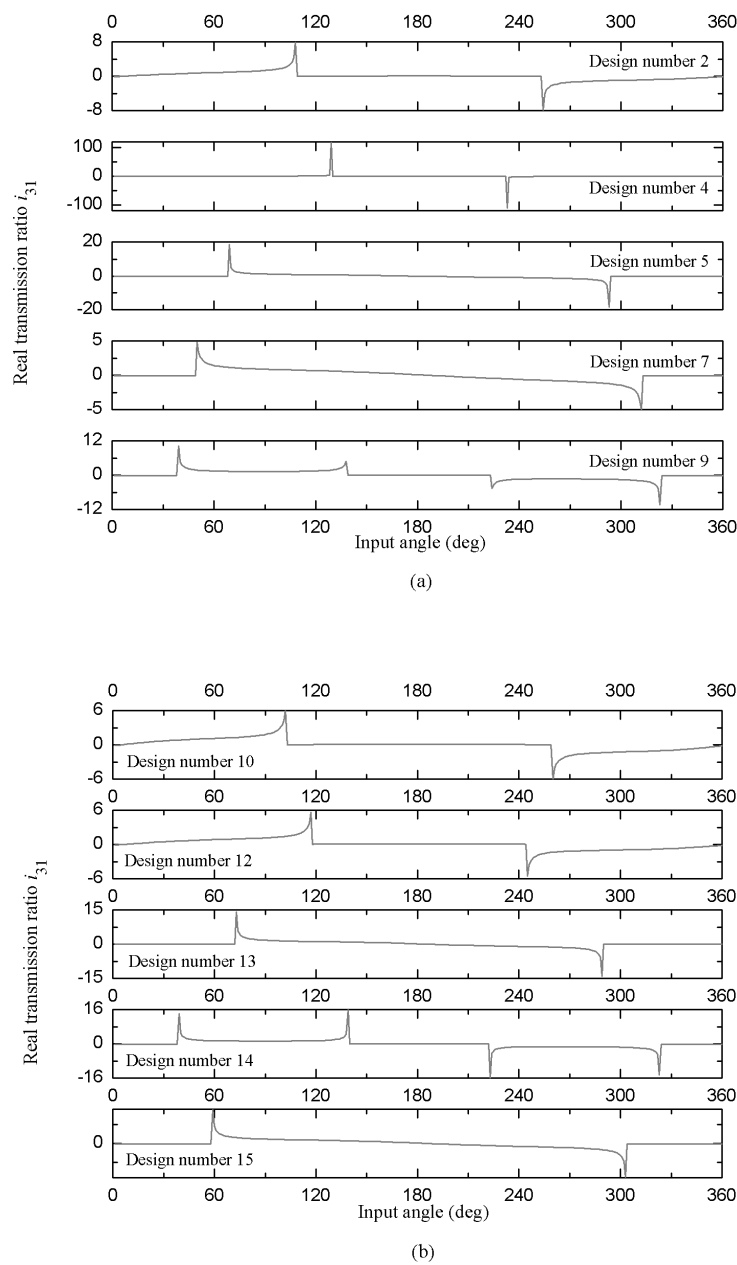 0 60 120 180 240 300 360
8
0
-8
Design number 2
100
0
-100
Design number 4
20
0
-20
Design number 5
5
0
-5
Design number 7
12
0
-12
Design number 9
Real transmission ratio i31
0 60 120 180 240 300 360
Input angle (deg)
(a)
0 60 120 180 240 300 360
6
0
-6
Design number 10
0 60 120 180 240 300 360
6
0
-6
Design number 12
0 60 120 180 240 300 360
15
0
-15
Design number 13
0 60 120 180 240 300 360
16
0
-16
Design number 14
0 60 120 180 240 300 360
0
Design number 15
Real transmission ratio i31
0 60 120 180 240 300 360
Input angle (deg)
(b)